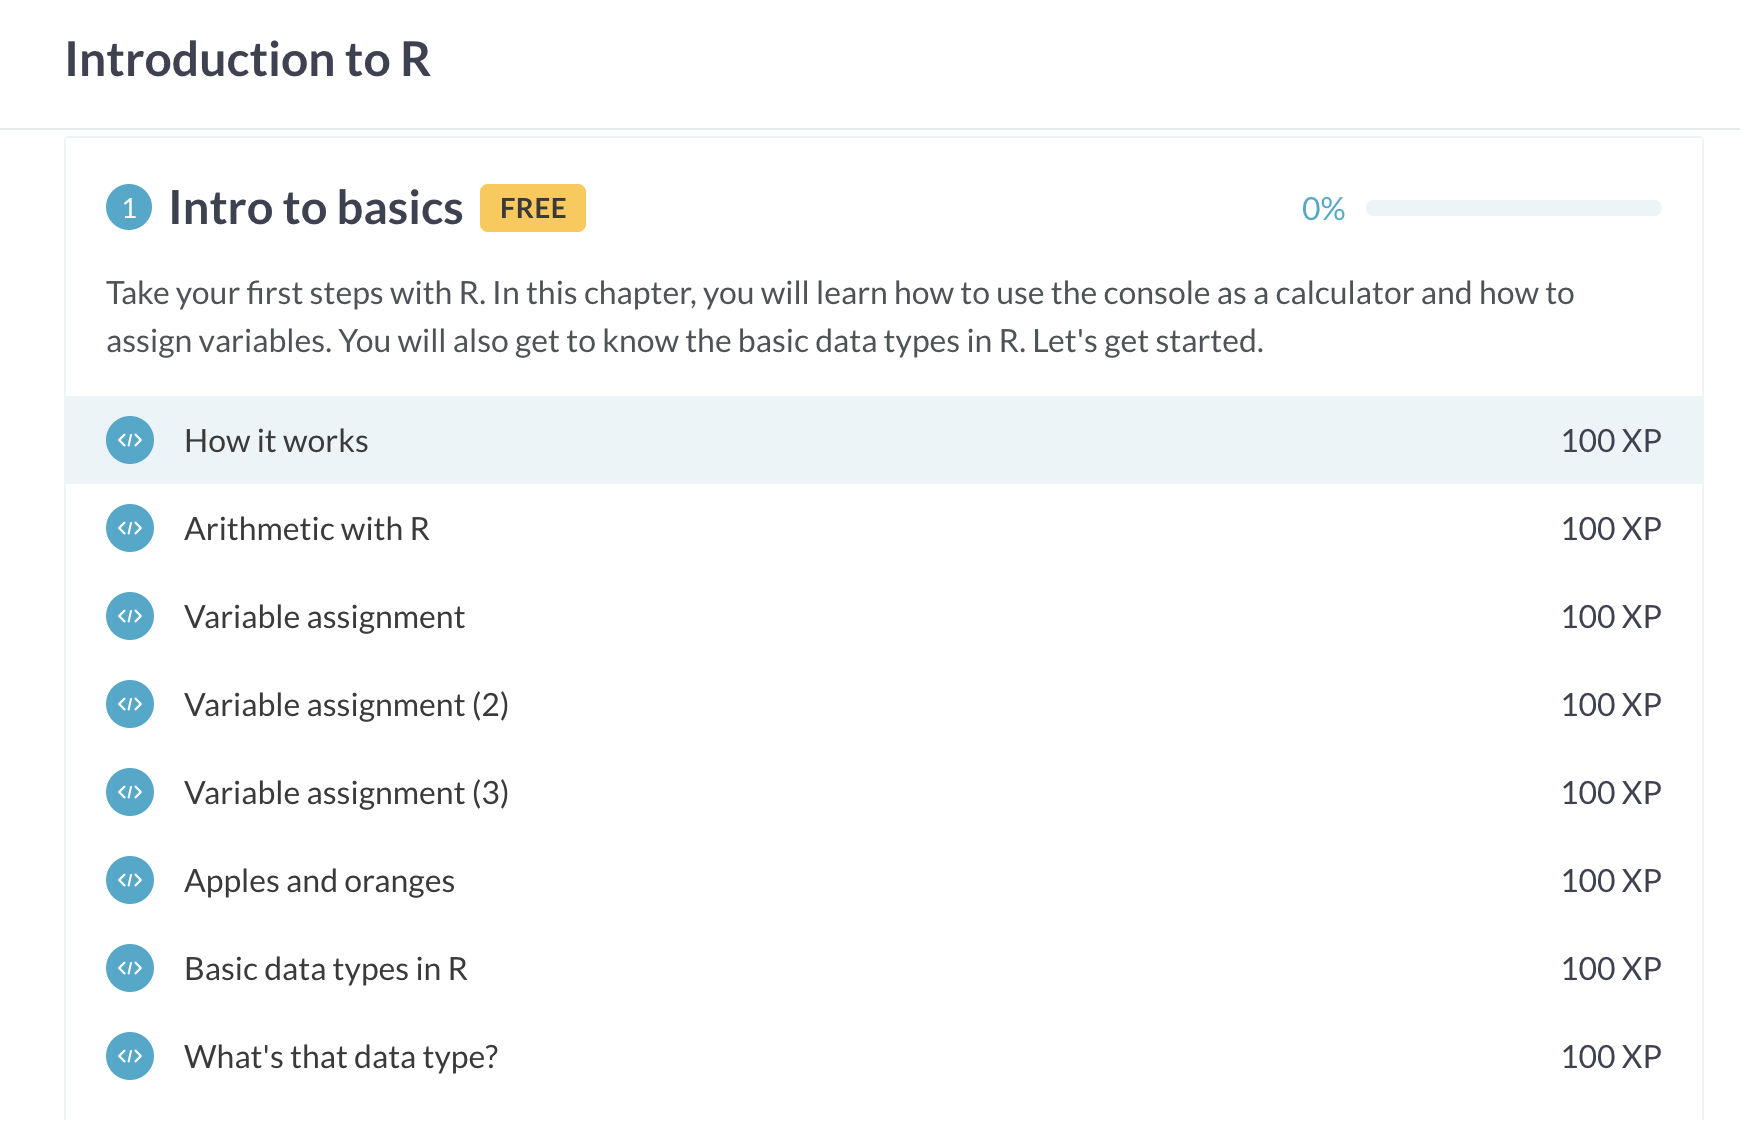 Introduction to R
1 Intro to basics FREE 0%
Take your first steps with R. In this chapter, you will learn how to use the console as a calculator and how to
assign variables. You will also get to know the basic data types in R. Let's get started.
</> How it works 100 XP
</> Arithmetic with R 100 XP
</> Variable assignment 100 XP
</> Variable assignment (2) 100 XP
</> Variable assignment (3) 100 XP
</> Apples and oranges 100 XP
</> Basic data types in R 100 XP
</> What's that data type? 100 XP